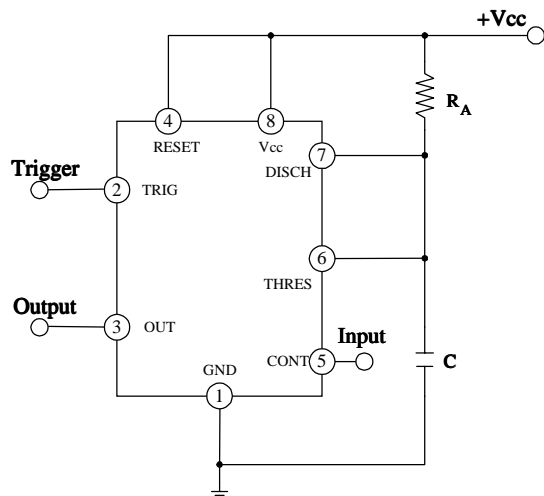 +Vcc
4
8
RESET
Vcc
R_A
7
DISCH
Trigger
2
TRIG
6
THRES
Output
3
OUT
Input
GND
CONT
5
C
1